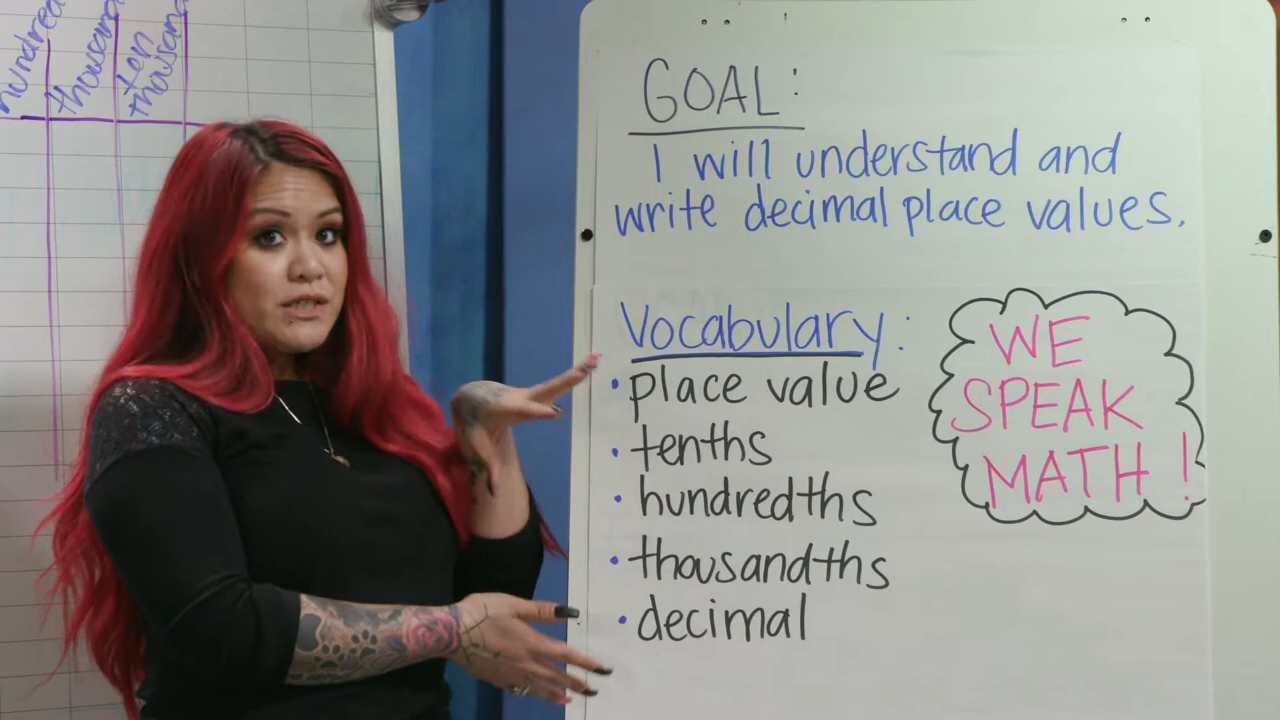 hundred
thousand
ten
thousand
GOAL:
I will understand and
write decimal place values.
Vocabulary:
• place value
• tenths
• hundredths
• thousandths
• decimal
WE
SPEAK
MATH!